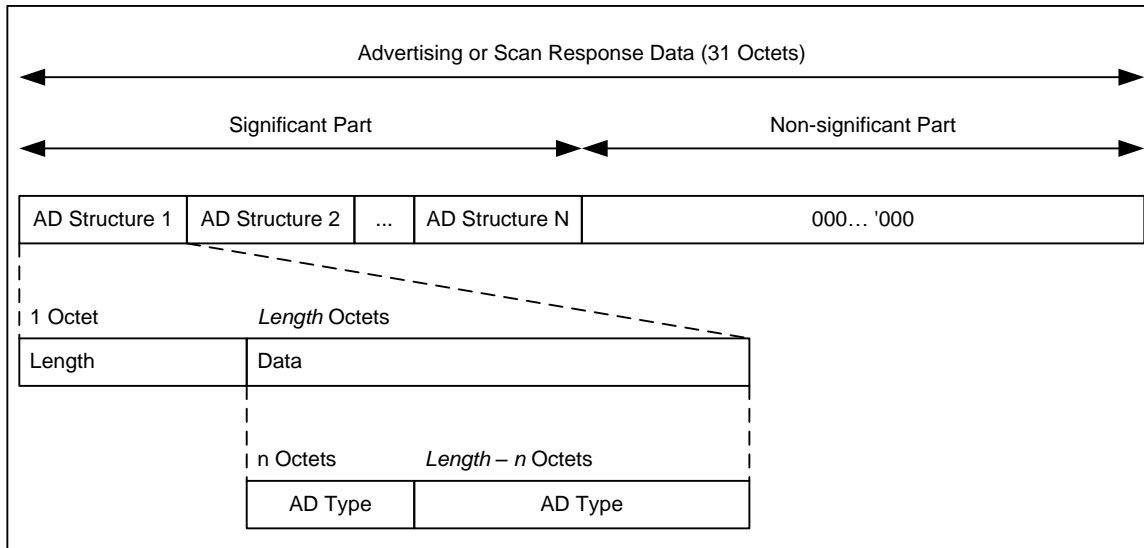 Advertising or Scan Response Data (31 Octets)
Significant Part Non-significant Part
AD Structure 1 AD Structure 2 ... AD Structure N 000… '000
1 Octet Length Octets
Length Data
n Octets Length – n Octets
AD Type AD Type